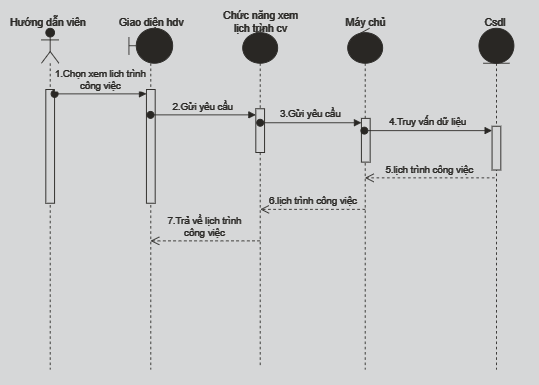 Hướng dẫn viên
Giao diện hdv
Chức năng xem
lịch trình cv
Máy chủ
Csdl
1.Chọn xem lịch trình
công việc
2.Gửi yêu cầu
3.Gửi yêu cầu
4.Truy vấn dữ liệu
5.lịch trình công việc
6.lịch trình công việc
7.Trả về lịch trình
công việc